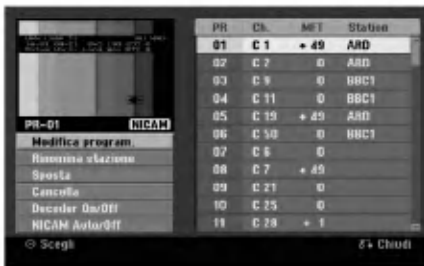 PR Ch. MFT Station
01 C 1 + 49 ARD
02 C 2 0 ARD
03 C 9 0 BBC1
04 C 11 0 BBC1
05 C 19 + 49 ARD
06 C 50 0 BBC1
07 C 6 0
08 C 7 + 49
09 C 21 0
10 C 25 0
11 C 28 + 1
PR-01 NICAM
Modifica program.
Rinomina stazione
Sposta
Cancella
Decoder On/Off
NICAM Auto/Off
Scegli
Chiudi